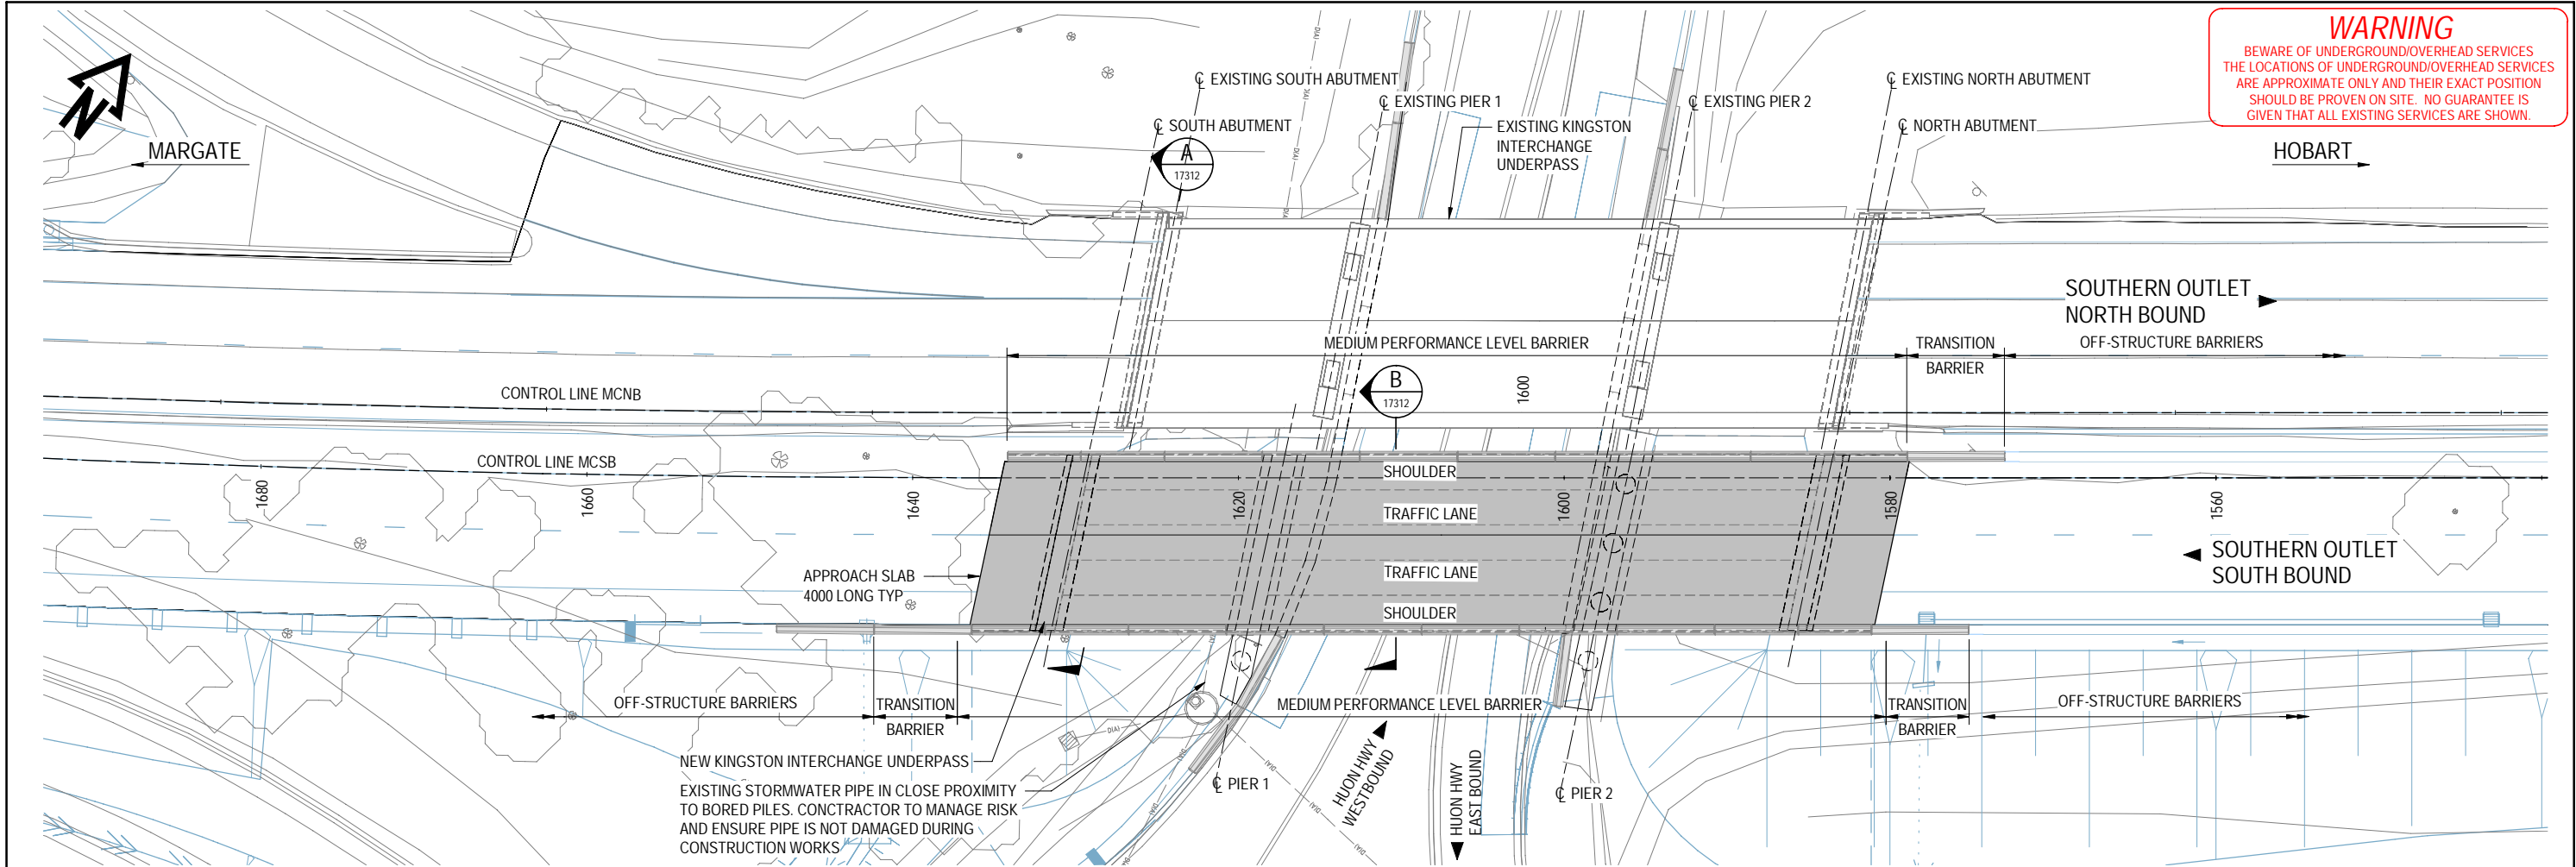 WARNING
BEWARE OF UNDERGROUND/OVERHEAD SERVICES
THE LOCATIONS OF UNDERGROUND/OVERHEAD SERVICES
ARE APPROXIMATE ONLY AND THEIR EXACT POSITION
SHOULD BE PROVEN ON SITE. NO GUARANTEE IS
GIVEN THAT ALL EXISTING SERVICES ARE SHOWN.
N
MARGATE
HOBART
℄ EXISTING SOUTH ABUTMENT
℄ SOUTH ABUTMENT
A
17312
℄ EXISTING PIER 1
EXISTING KINGSTON
INTERCHANGE
UNDERPASS
℄ EXISTING PIER 2
℄ EXISTING NORTH ABUTMENT
℄ NORTH ABUTMENT
SOUTHERN OUTLET
NORTH BOUND
MEDIUM PERFORMANCE LEVEL BARRIER
TRANSITION
BARRIER
OFF-STRUCTURE BARRIERS
B
17312
1600
CONTROL LINE MCNB
CONTROL LINE MCSB
1680
1660
1640
1620
1600
1580
1560
SHOULDER
TRAFFIC LANE
TRAFFIC LANE
SHOULDER
SOUTHERN OUTLET
SOUTH BOUND
APPROACH SLAB
4000 LONG TYP
OFF-STRUCTURE BARRIERS
TRANSITION
BARRIER
MEDIUM PERFORMANCE LEVEL BARRIER
TRANSITION
BARRIER
OFF-STRUCTURE BARRIERS
NEW KINGSTON INTERCHANGE UNDERPASS
EXISTING STORMWATER PIPE IN CLOSE PROXIMITY
TO BORED PILES. CONCTRACTOR TO MANAGE RISK
AND ENSURE PIPE IS NOT DAMAGED DURING
CONSTRUCTION WORKS
℄ PIER 1
HUON HWY
WESTBOUND
HUON HWY
EAST BOUND
℄ PIER 2